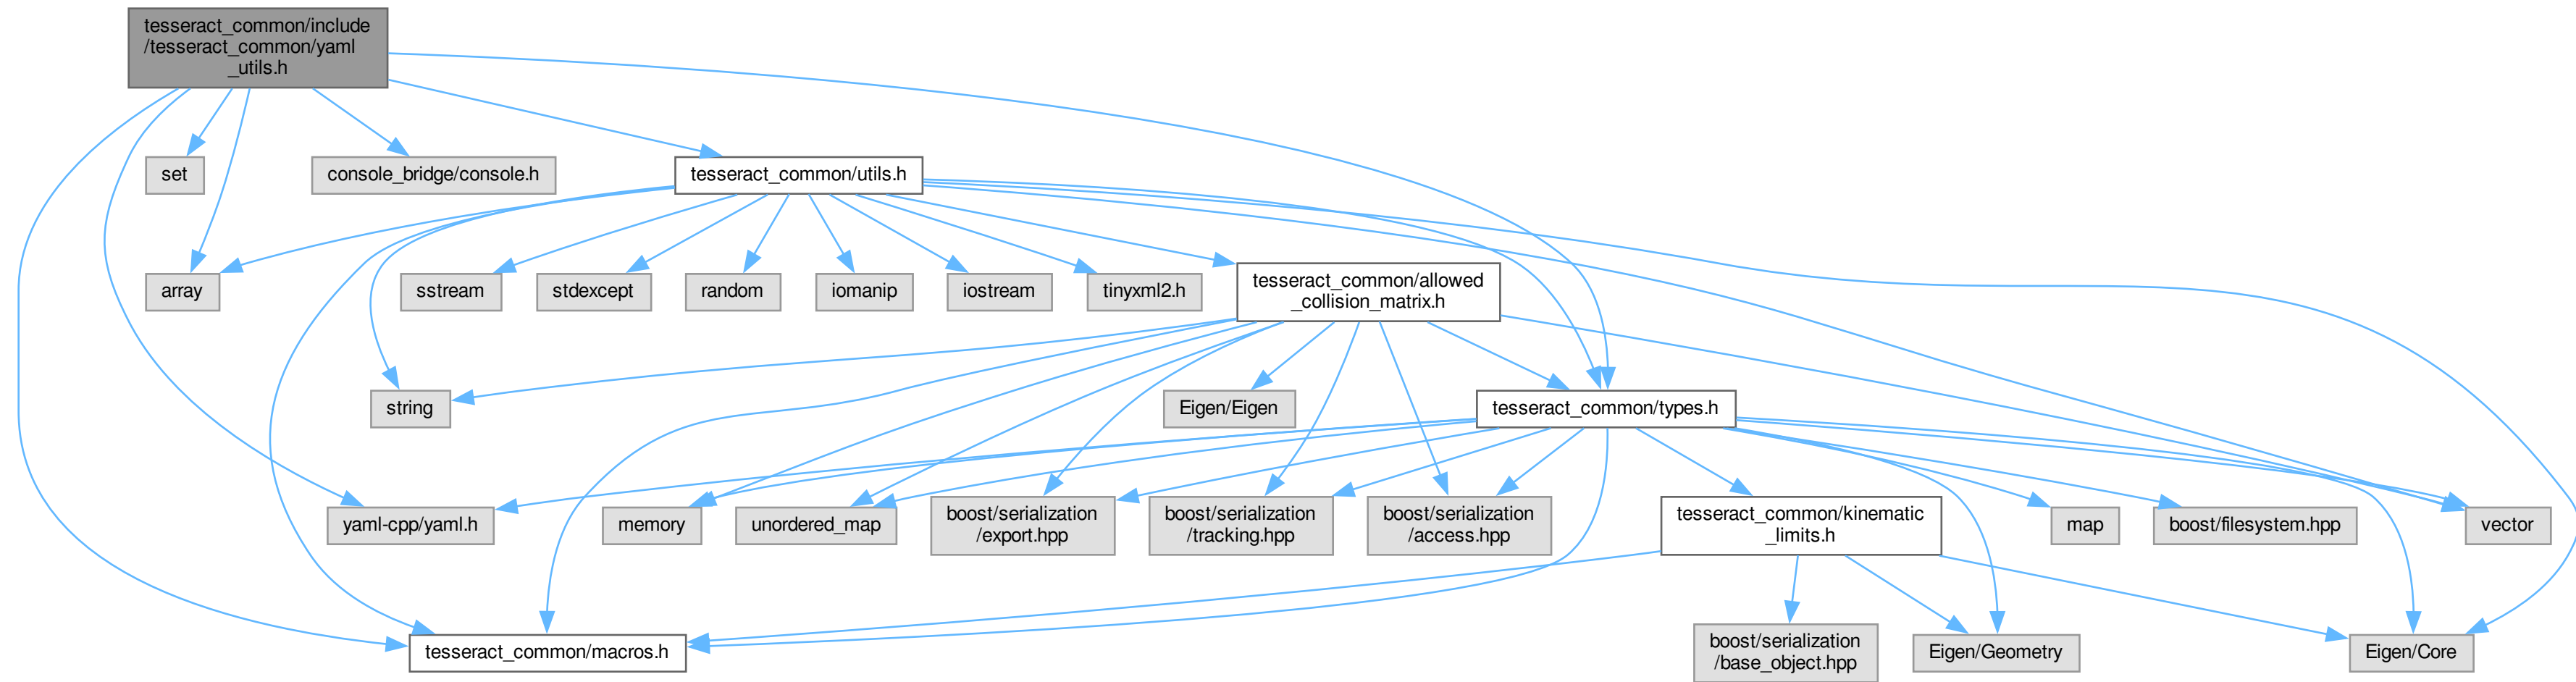 tesseract_common/include
/tesseract_common/yaml
_utils.h
set
console_bridge/console.h
tesseract_common/utils.h
array
sstream
stdexcept
random
iomanip
iostream
tinyxml2.h
tesseract_common/allowed
_collision_matrix.h
string
Eigen/Eigen
tesseract_common/types.h
yaml-cpp/yaml.h
memory
unordered_map
boost/serialization
/export.hpp
boost/serialization
/tracking.hpp
boost/serialization
/access.hpp
tesseract_common/kinematic
_limits.h
map
boost/filesystem.hpp
vector
tesseract_common/macros.h
boost/serialization
/base_object.hpp
Eigen/Geometry
Eigen/Core